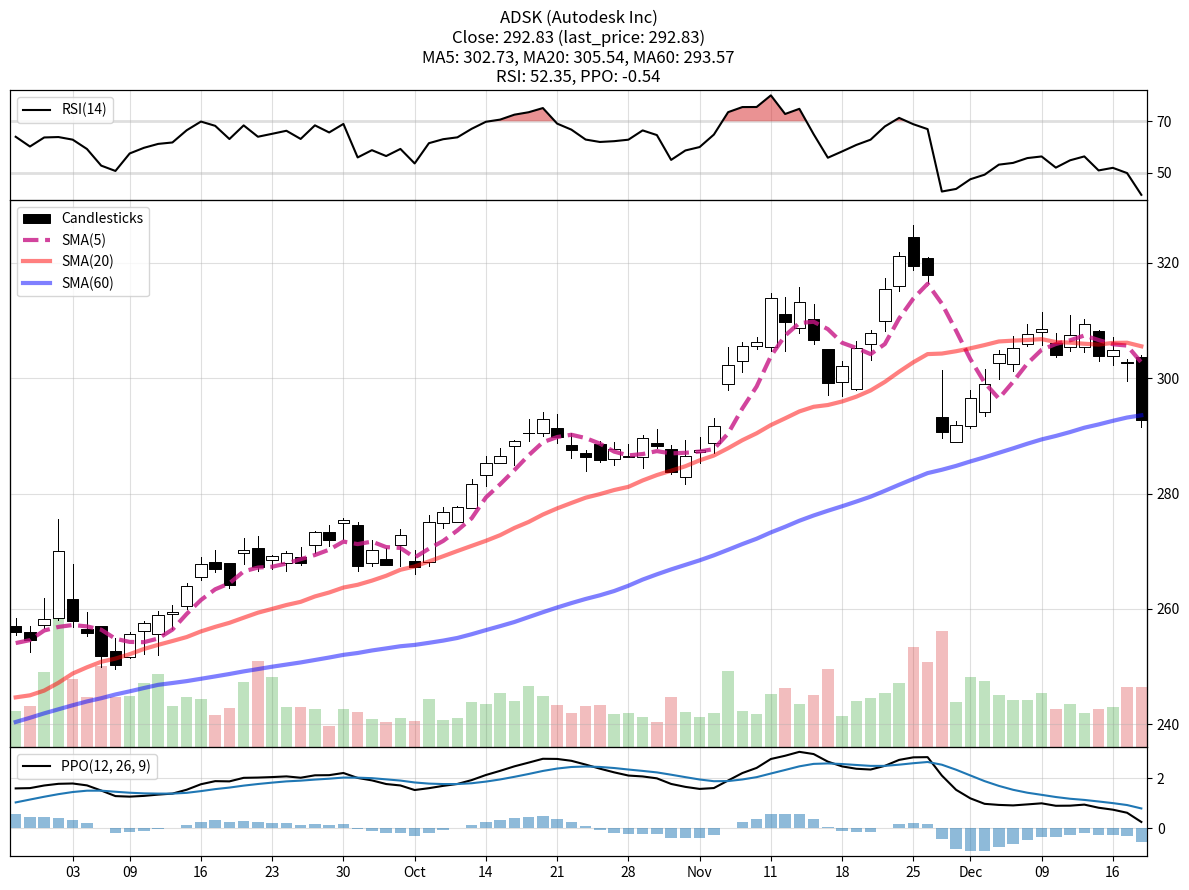 ADSK (Autodesk Inc)
Close: 292.83 (last_price: 292.83)
MA5: 302.73, MA20: 305.54, MA60: 293.57
RSI: 52.35, PPO: -0.54
RSI(14)
70
50
Candlesticks
SMA(5)
SMA(20)
SMA(60)
320
300
280
260
240
PPO(12, 26, 9)
2
0
03 09 16 23 30 Oct 14 21 28 Nov 11 18 25 Dec 09 16